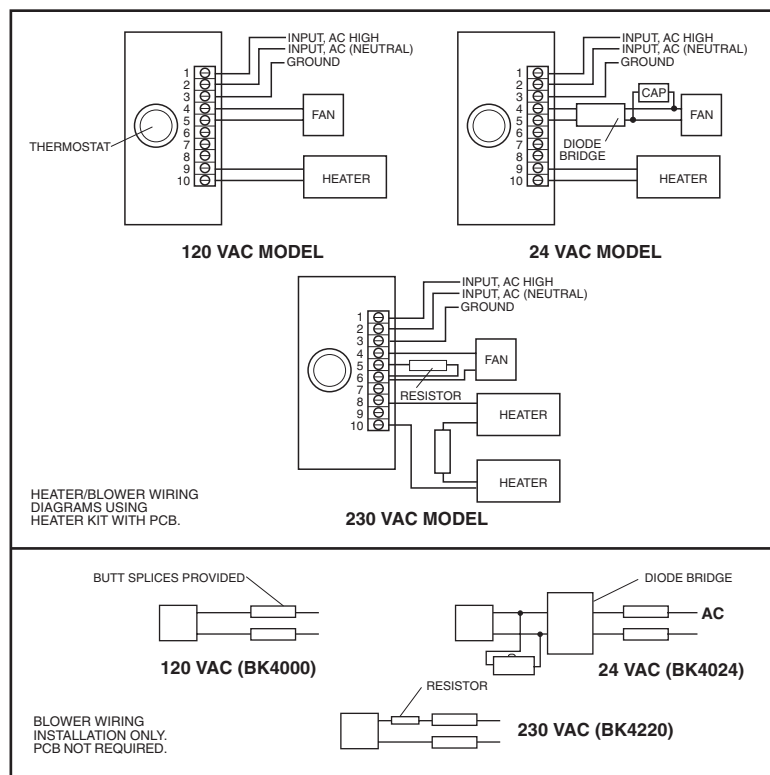 INPUT, AC HIGH
INPUT, AC (NEUTRAL)
GROUND
1
2
3
4
5
6
7
8
9
10
THERMOSTAT
FAN
HEATER
120 VAC MODEL
INPUT, AC HIGH
INPUT, AC (NEUTRAL)
GROUND
1
2
3
4
5
6
7
8
9
10
CAP
FAN
DIODE
BRIDGE
HEATER
24 VAC MODEL
INPUT, AC HIGH
INPUT, AC (NEUTRAL)
GROUND
1
2
3
4
5
6
7
8
9
10
FAN
RESISTOR
HEATER
HEATER
230 VAC MODEL
HEATER/BLOWER WIRING
DIAGRAMS USING
HEATER KIT WITH PCB.
BUTT SPLICES PROVIDED
120 VAC (BK4000)
DIODE BRIDGE
AC
24 VAC (BK4024)
RESISTOR
230 VAC (BK4220)
BLOWER WIRING
INSTALLATION ONLY.
PCB NOT REQUIRED.